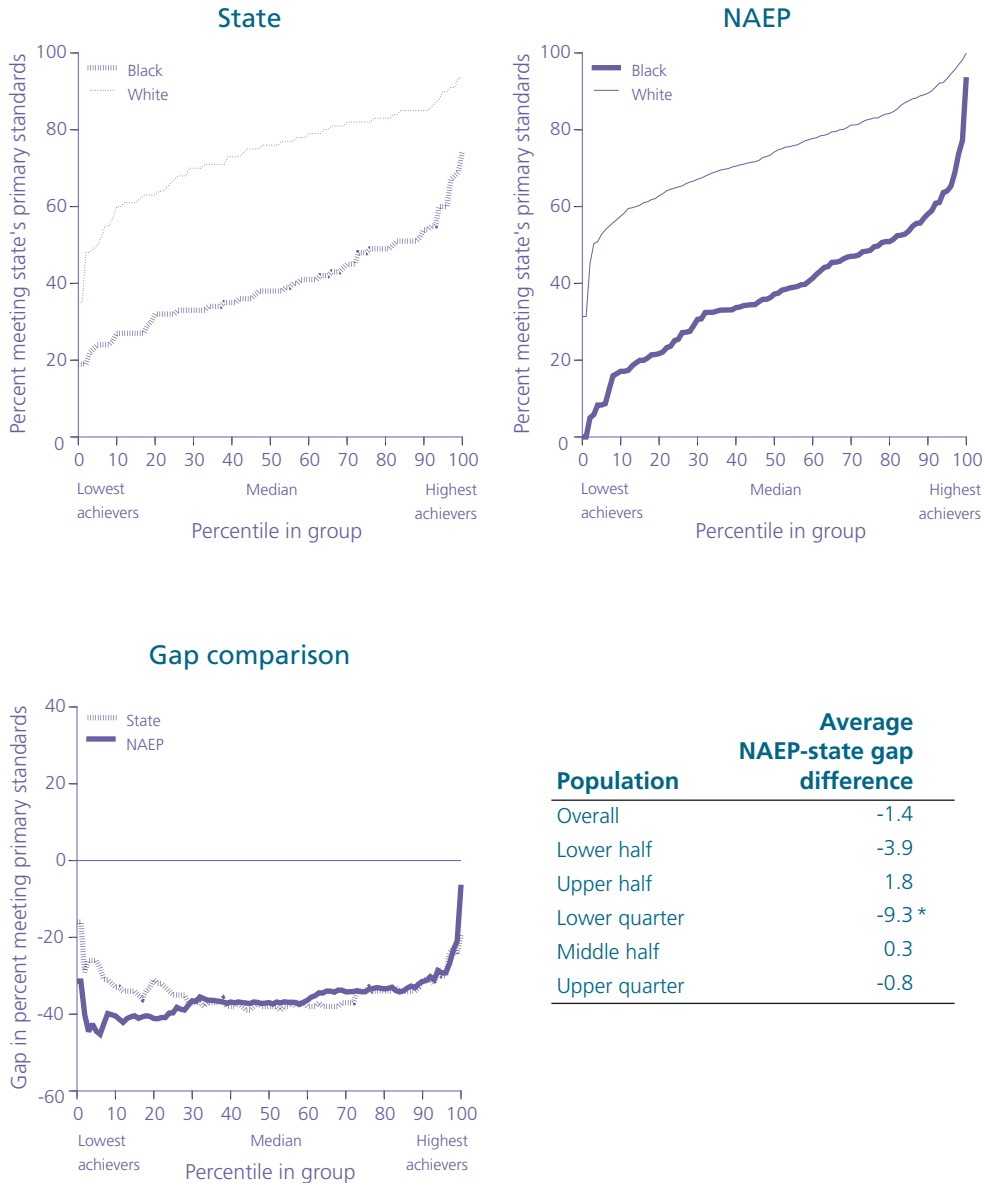 State
Percent meeting state's primary standards
100
80
60
40
20
0
Black
White
0 10 20 30 40 50 60 70 80 90 100
Lowest achievers
Median
Highest achievers
Percentile in group
NAEP
Percent meeting state's primary standards
100
80
60
40
20
0
Black
White
0 10 20 30 40 50 60 70 80 90 100
Lowest achievers
Median
Highest achievers
Percentile in group
Gap comparison
Gap in percent meeting primary standards
40
20
0
-20
-40
-60
State
NAEP
0 10 20 30 40 50 60 70 80 90 100
Lowest achievers
Median
Highest achievers
Percentile in group
Average
NAEP-state gap
Population difference
Overall -1.4
Lower half -3.9
Upper half 1.8
Lower quarter -9.3 *
Middle half 0.3
Upper quarter -0.8